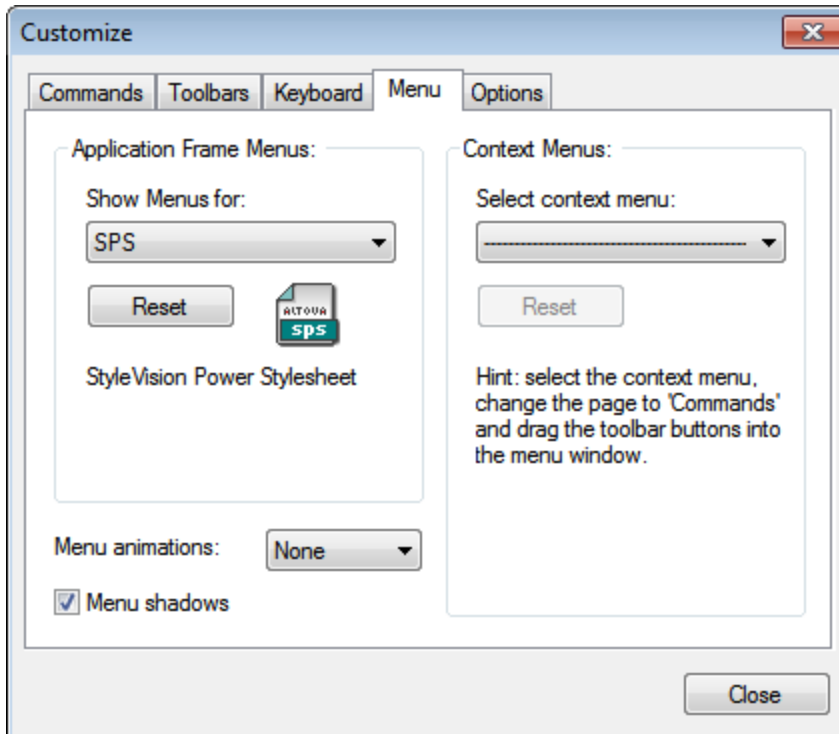 Customize
Commands
Toolbars
Keyboard
Menu
Options
Application Frame Menus:
Show Menus for:
SPS
Reset
ALTOVA
sps
StyleVision Power Stylesheet
Menu animations:
None
Menu shadows
Context Menus:
Select context menu:
Reset
Hint: select the context menu,
change the page to 'Commands'
and drag the toolbar buttons into
the menu window.
Close